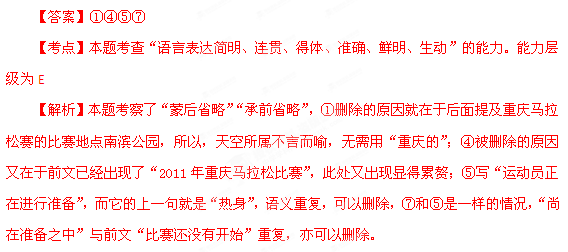 【答案】①④⑤⑦
【考点】本题考查“语言表达简明、连贯、得体、准确、鲜明、生动”的能力。能力层
级为E
【解析】本题考察了“蒙后省略”“承前省略”，①删除的原因就在于后面提及重庆马拉
松赛的比赛地点南滨公园，所以，天空所属不言而喻，无需用“重庆的”；④被删除的原因
又在于前文已经出现了“2011年重庆马拉松比赛”，此处又出现显得累赘；⑤写“运动员正
在进行准备”，而它的上一句就是“热身”，语义重复，可以删除，⑦和⑤是一样的情况，“尚
在准备之中”与前文“比赛还没有开始”重复，亦可以删除。